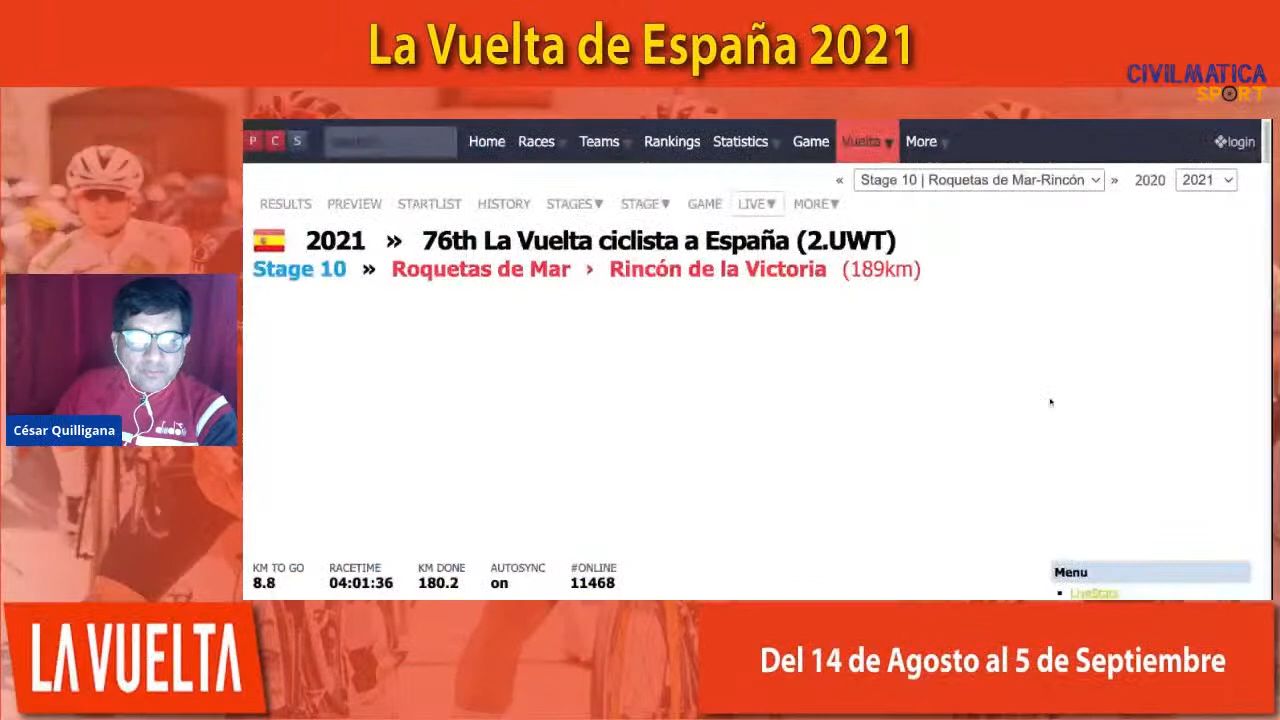 La Vuelta de España 2021
CIVILMATICA
SPORT
P C S Home Races Teams Rankings Statistics Game Vuelta More login
« Stage 10 | Roquetas de Mar-Rincón » 2020 2021
RESULTS PREVIEW STARTLIST HISTORY STAGES STAGE GAME LIVE MORE
2021 » 76th La Vuelta ciclista a España (2.UWT)
Stage 10 » Roquetas de Mar › Rincón de la Victoria (189km)
César Quilligana
KM TO GO RACETIME KM DONE AUTOSYNC #ONLINE
8.8 04:01:36 180.2 on 11468
Menu
LiveStats
LA VUELTA
Del 14 de Agosto al 5 de Septiembre